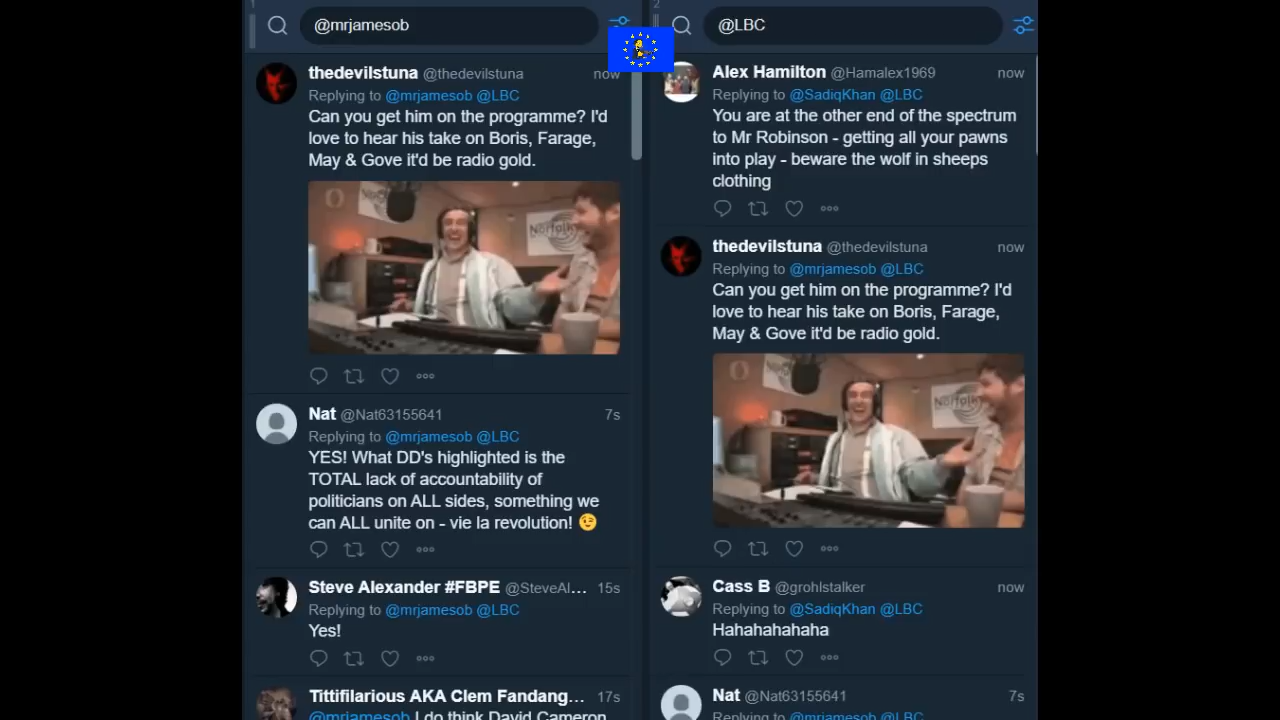 1
@mrjamesob
thedevilstuna @thedevilstuna now
Replying to @mrjamesob @LBC
Can you get him on the programme? I'd
love to hear his take on Boris, Farage,
May & Gove it'd be radio gold.
Norfolk
Nat @Nat63155641 7s
Replying to @mrjamesob @LBC
YES! What DD's highlighted is the
TOTAL lack of accountability of
politicians on ALL sides, something we
can ALL unite on - vie la revolution! 😉
Steve Alexander #FBPE @SteveAl... 15s
Replying to @mrjamesob @LBC
Yes!
Tittifilarious AKA Clem Fandang... 17s
@mrjamesob I do think David Cameron
2
@LBC
Alex Hamilton @Hamalex1969 now
Replying to @SadiqKhan @LBC
You are at the other end of the spectrum
to Mr Robinson - getting all your pawns
into play - beware the wolf in sheeps
clothing
thedevilstuna @thedevilstuna now
Replying to @mrjamesob @LBC
Can you get him on the programme? I'd
love to hear his take on Boris, Farage,
May & Gove it'd be radio gold.
Norfolk
Cass B @grohlstalker now
Replying to @SadiqKhan @LBC
Hahahahahaha
Nat @Nat63155641 7s
Replying to @mrjamesob @LBC